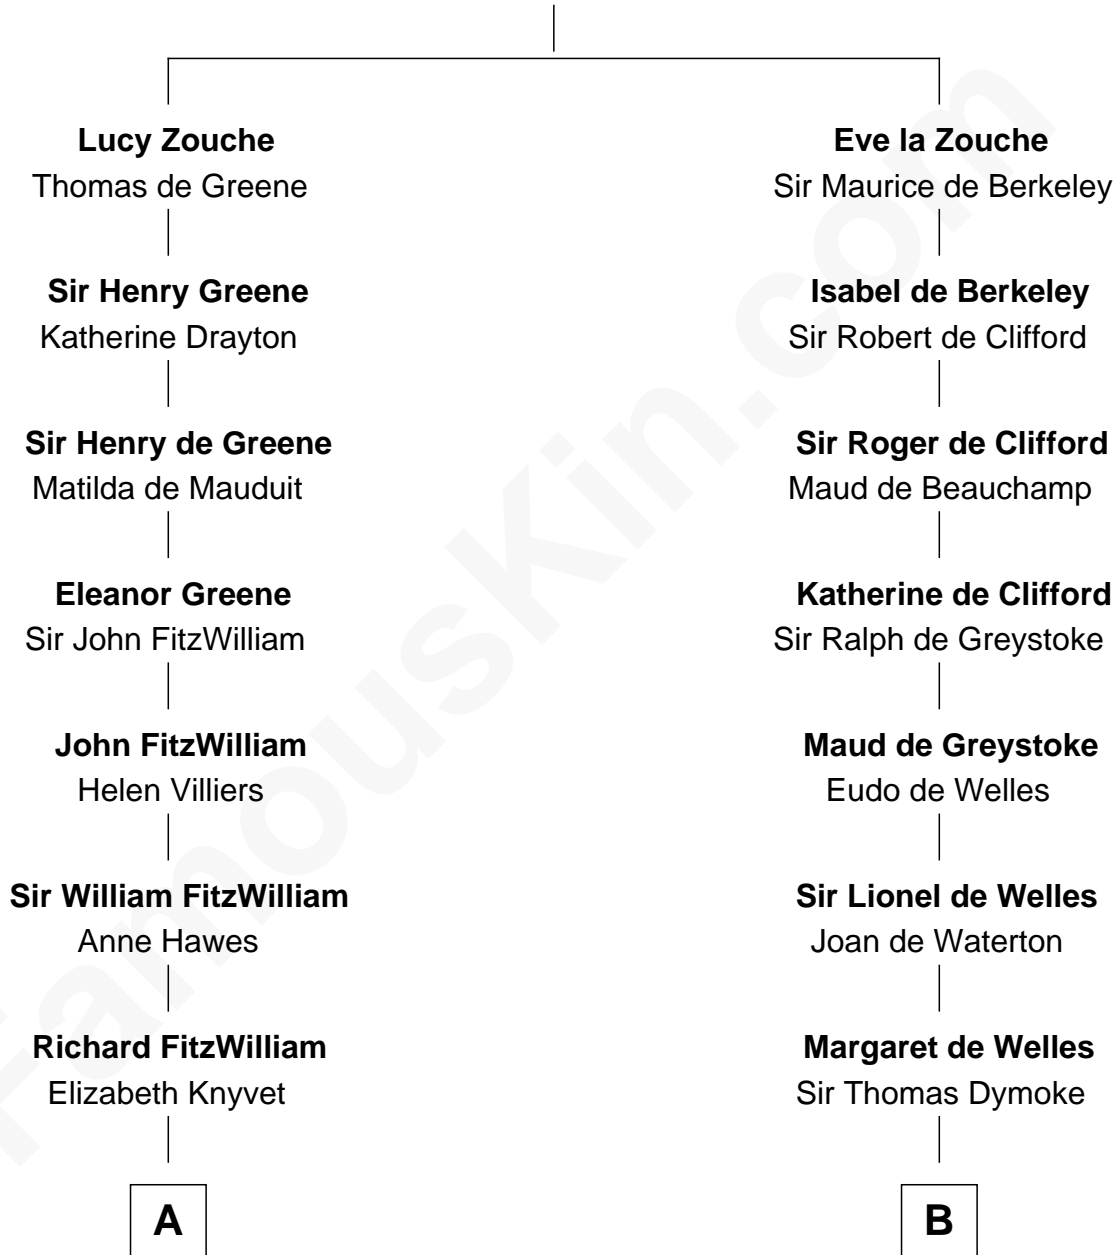 Lucy Zouche
Thomas de Greene
Sir Henry Greene
Katherine Drayton
Sir Henry de Greene
Matilda de Mauduit
Eleanor Greene
Sir John FitzWilliam
John FitzWilliam
Helen Villiers
Sir William FitzWilliam
Anne Hawes
Richard FitzWilliam
Elizabeth Knyvet
A
Eve la Zouche
Sir Maurice de Berkeley
Isabel de Berkeley
Sir Robert de Clifford
Sir Roger de Clifford
Maud de Beauchamp
Katherine de Clifford
Sir Ralph de Greystoke
Maud de Greystoke
Eudo de Welles
Sir Lionel de Welles
Joan de Waterton
Margaret de Welles
Sir Thomas Dymoke
B
FamousKin.com